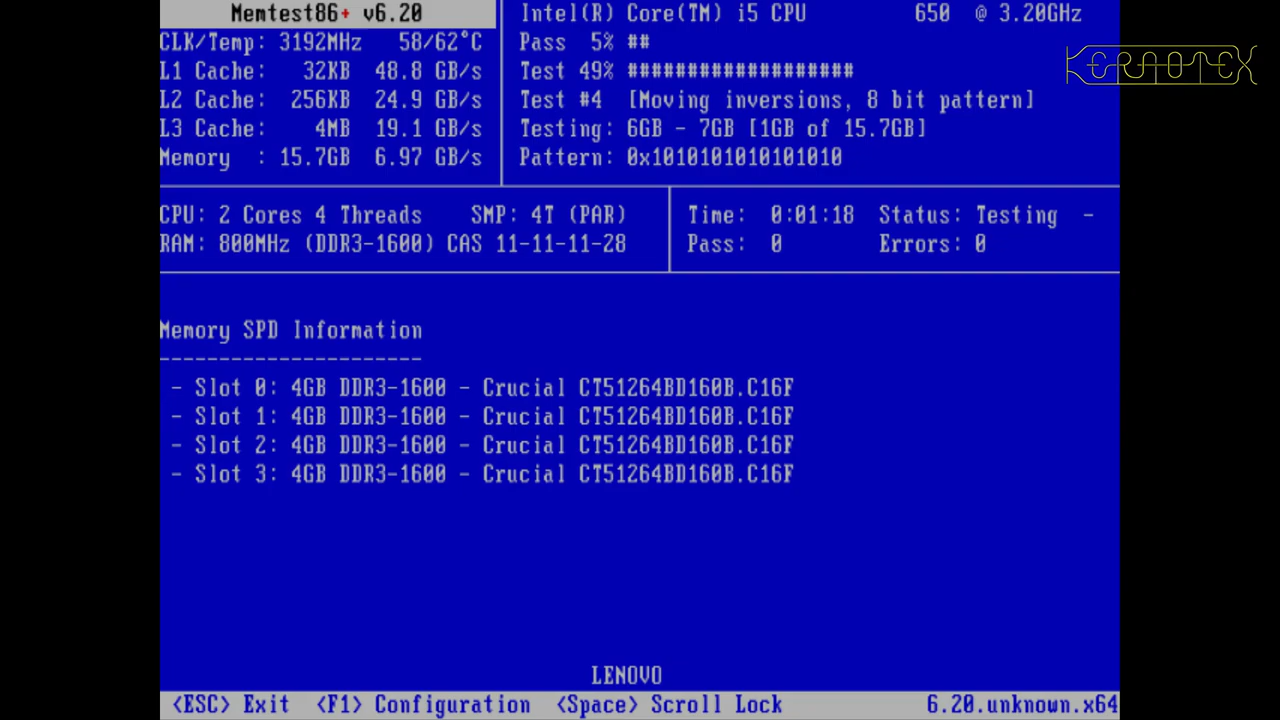 Memtest86+ v6.20
Intel(R) Core(TM) i5 CPU 650 @ 3.20GHz
CLK/Temp: 3192MHz 58/62°C
Pass 5% ##
L1 Cache: 32KB 48.8 GB/s
Test 49% ###################
L2 Cache: 256KB 24.9 GB/s
Test #4 [Moving inversions, 8 bit pattern]
L3 Cache: 4MB 19.1 GB/s
Testing: 6GB - 7GB [1GB of 15.7GB]
Memory : 15.7GB 6.97 GB/s
Pattern: 0x1010101010101010
CPU: 2 Cores 4 Threads SMP: 4T (PAR)
Time: 0:01:18 Status: Testing -
RAM: 800MHz (DDR3-1600) CAS 11-11-11-28
Pass: 0 Errors: 0
Memory SPD Information
----------------------
- Slot 0: 4GB DDR3-1600 - Crucial CT51264BD160B.C16F
- Slot 1: 4GB DDR3-1600 - Crucial CT51264BD160B.C16F
- Slot 2: 4GB DDR3-1600 - Crucial CT51264BD160B.C16F
- Slot 3: 4GB DDR3-1600 - Crucial CT51264BD160B.C16F
LENOVO
<ESC> Exit <F1> Configuration <Space> Scroll Lock 6.20.unknown.x64